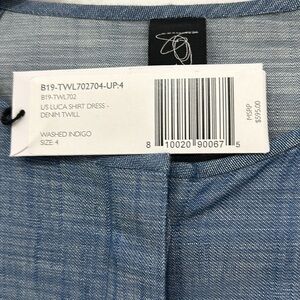 B19-TWL702704-UP:4
B19-TWL702
L/S LUCA SHIRT DRESS -
DENIM TWILL
WASHED INDIGO
SIZE: 4
8 10020 90067 5
MSRP
$595.00